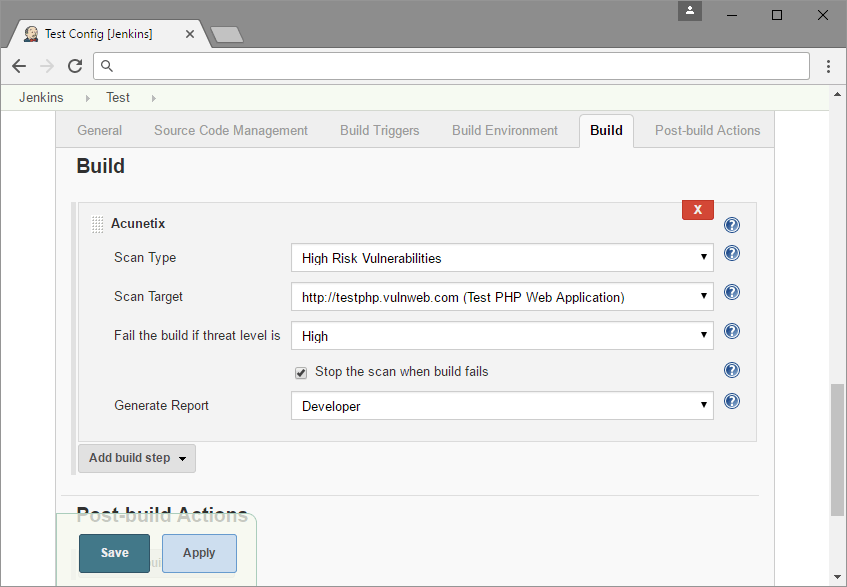 Test Config [Jenkins]
Jenkins Test
General Source Code Management Build Triggers Build Environment Build Post-build Actions
Build
X
Acunetix
Scan Type High Risk Vulnerabilities
Scan Target http://testphp.vulnweb.com (Test PHP Web Application)
Fail the build if threat level is High
Stop the scan when build fails
Generate Report Developer
Add build step
Post-build Actions
Save Apply